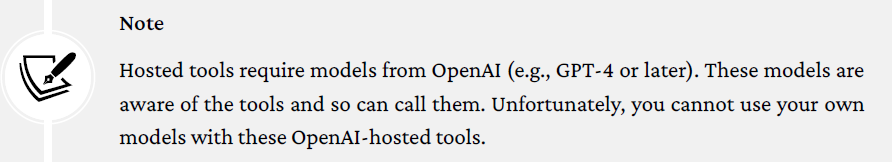 Note
Hosted tools require models from OpenAI (e.g., GPT-4 or later). These models are
aware of the tools and so can call them. Unfortunately, you cannot use your own
models with these OpenAI-hosted tools.